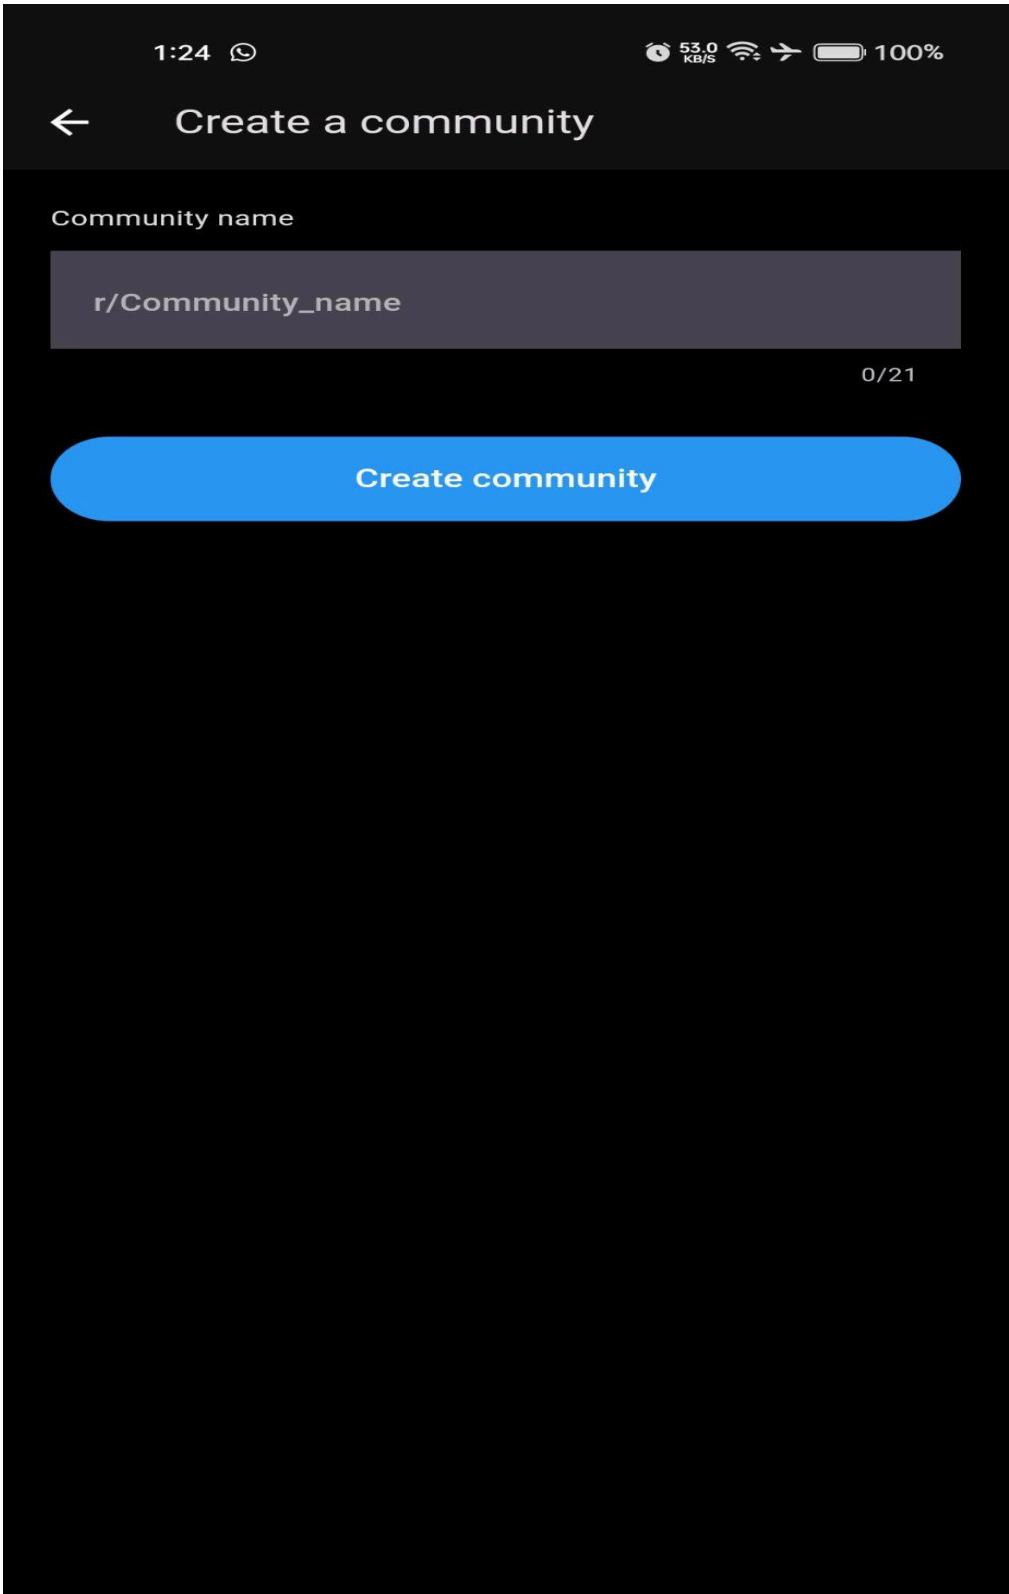 1:24 53.0 KB/S 100%
Create a community
Community name
r/Community_name
0/21
Create community